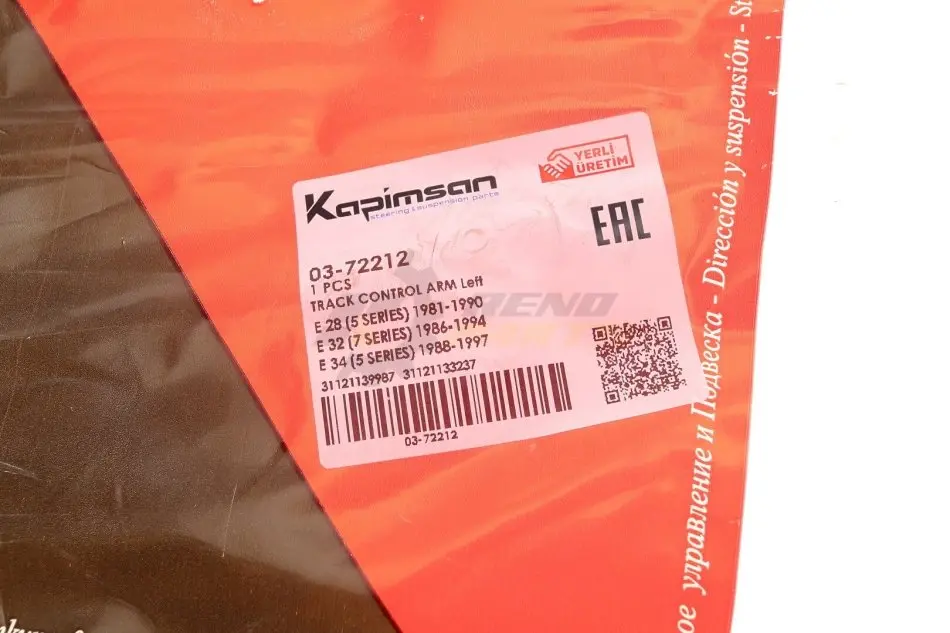 Kapimsan
steering & suspension parts
YERLİ
ÜRETİM
EAC
03-72212
1 PCS
TRACK CONTROL ARM Left
E 28 (5 SERIES) 1981-1990
E 32 (7 SERIES) 1986-1994
E 34 (5 SERIES) 1988-1997
31121139987 31121133237
03-72212
управление и Подвеска - Dirección y suspensión - St